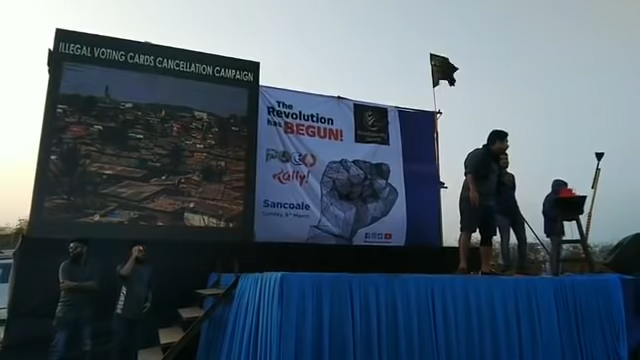 ILLEGAL VOTING CARDS CANCELLATION CAMPAIGN
The
Revolution
has BEGUN!
POGO
Rally!
Sancoale
Sunday, 8th March